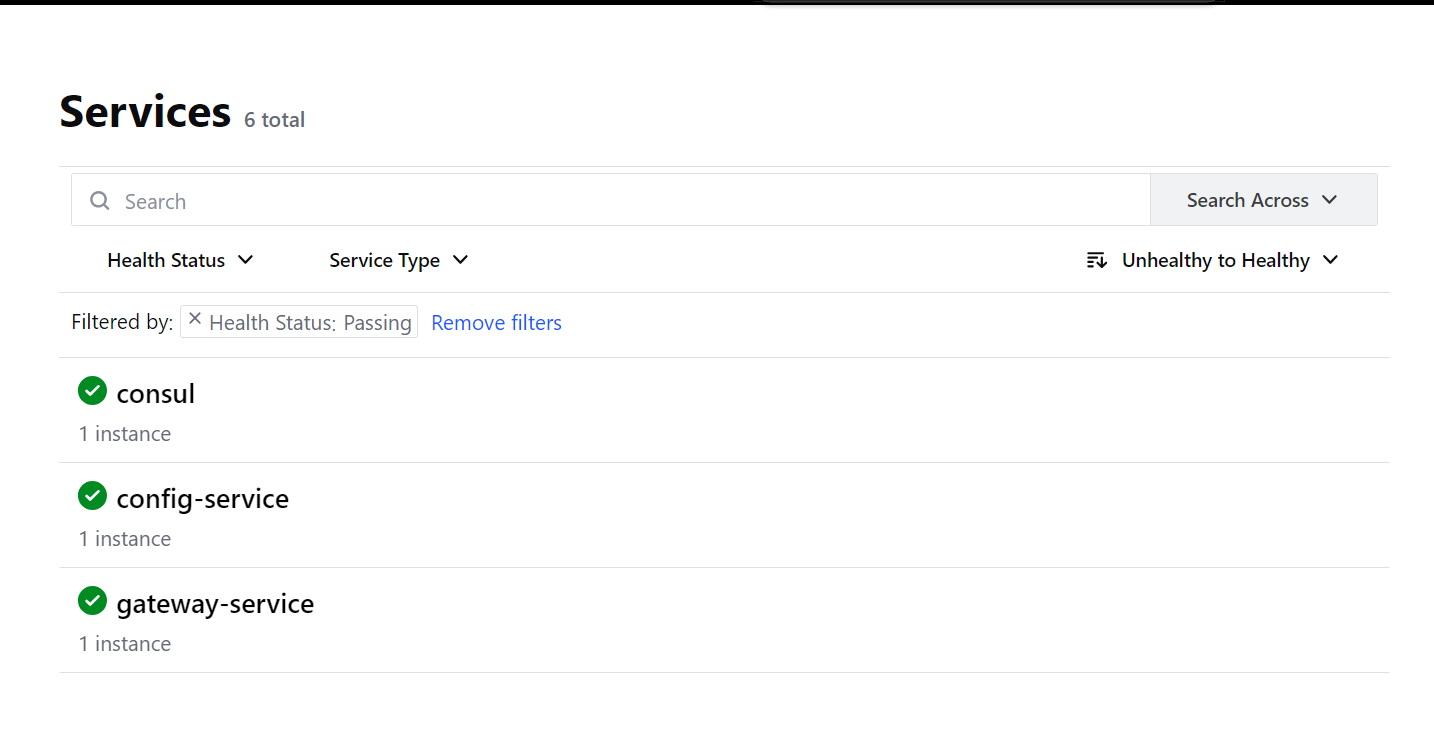 Services 6 total
Search Search Across
Health Status Service Type Unhealthy to Healthy
Filtered by: Health Status: Passing Remove filters
consul
1 instance
config-service
1 instance
gateway-service
1 instance